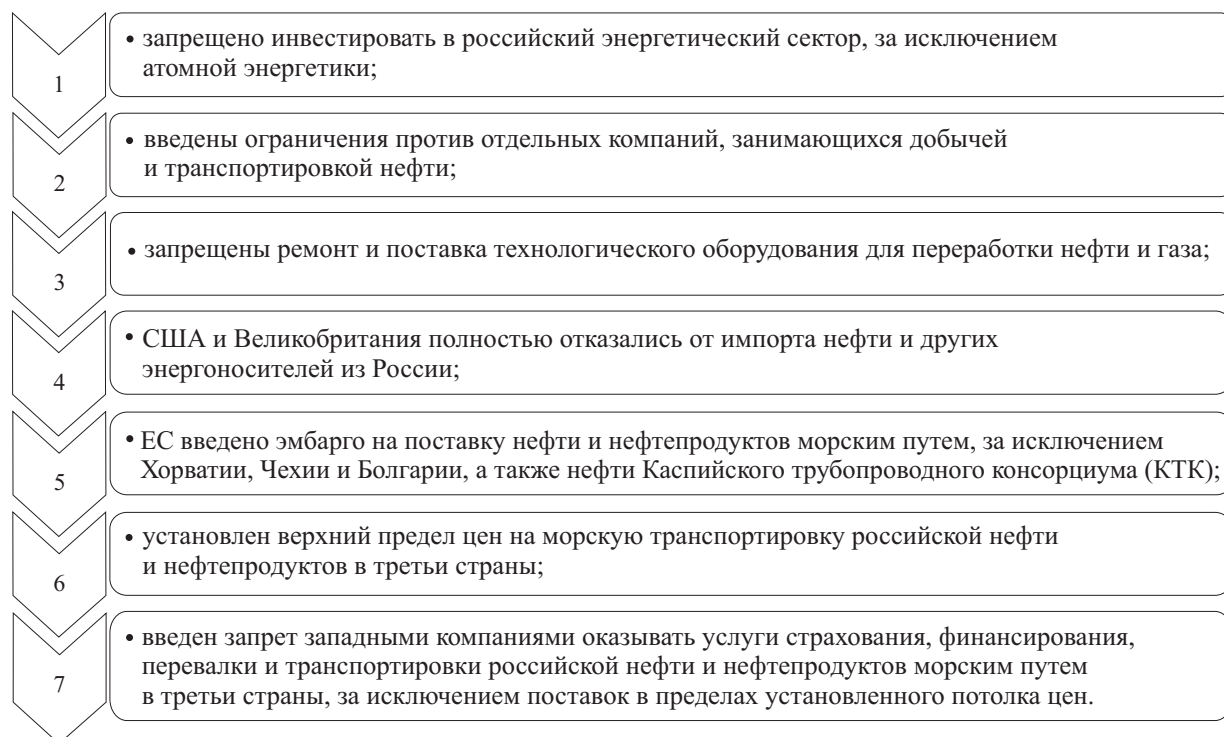 1
• запрещено инвестировать в российский энергетический сектор, за исключением
атомной энергетики;
2
• введены ограничения против отдельных компаний, занимающихся добычей
и транспортировкой нефти;
3
• запрещены ремонт и поставка технологического оборудования для переработки нефти и газа;
4
• США и Великобритания полностью отказались от импорта нефти и других
энергоносителей из России;
5
• ЕС введено эмбарго на поставку нефти и нефтепродуктов морским путем, за исключением
Хорватии, Чехии и Болгарии, а также нефти Каспийского трубопроводного консорциума (КТК);
6
• установлен верхний предел цен на морскую транспортировку российской нефти
и нефтепродуктов в третьи страны;
7
• введен запрет западными компаниями оказывать услуги страхования, финансирования,
перевалки и транспортировки российской нефти и нефтепродуктов морским путем
в третьи страны, за исключением поставок в пределах установленного потолка цен.